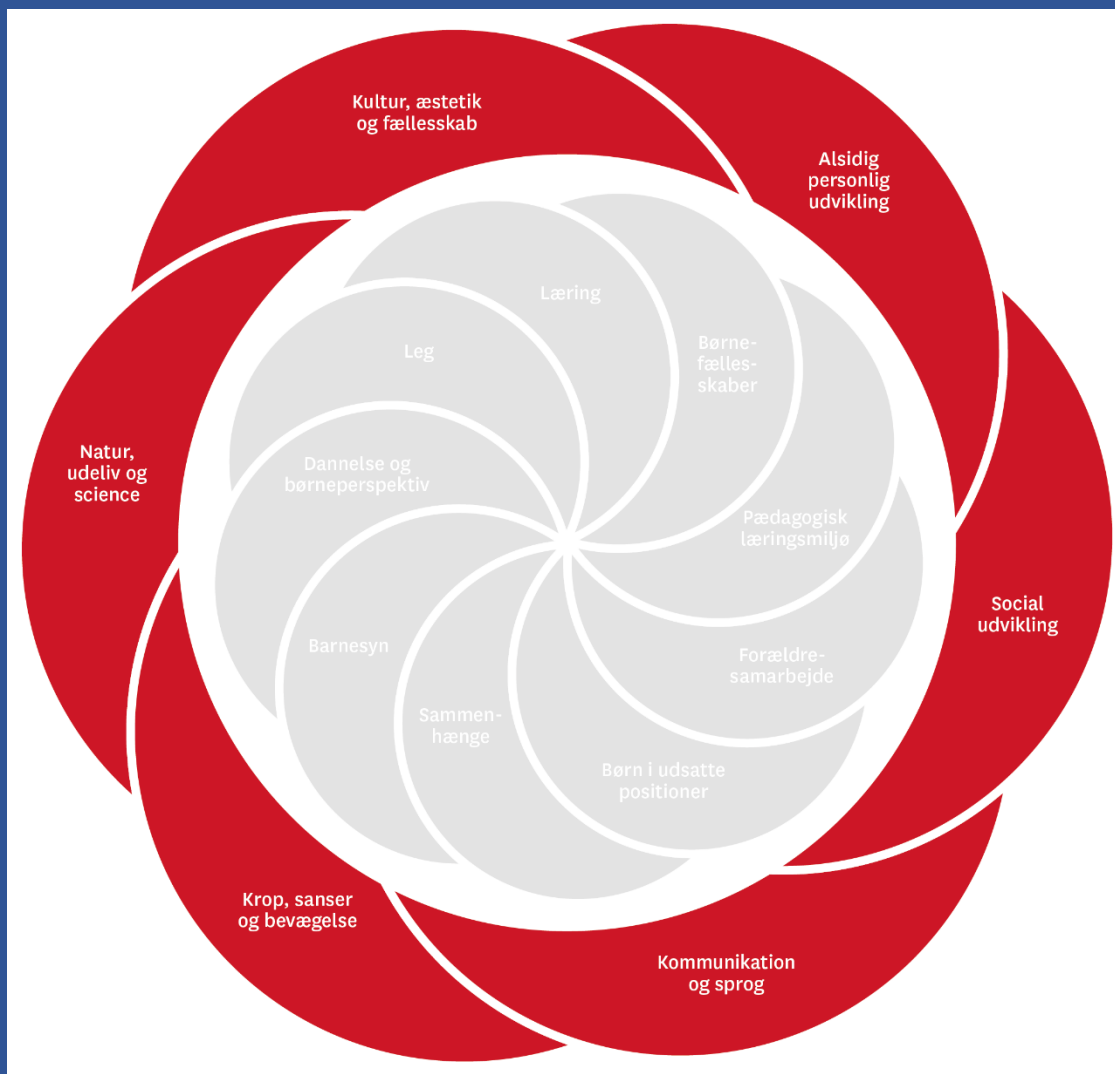 Kultur, æstetik
og fællesskab
Alsidig
personlig
udvikling
Social
udvikling
Kommunikation
og sprog
Krop, sanser
og bevægelse
Natur,
udeliv og
science
Læring
Børne-
fælles-
skaber
Pædagogisk
læringsmiljø
Forældre-
samarbejde
Børn i udsatte
positioner
Sammen-
hænge
Barnesyn
Dannelse og
børneperspektiv
Leg